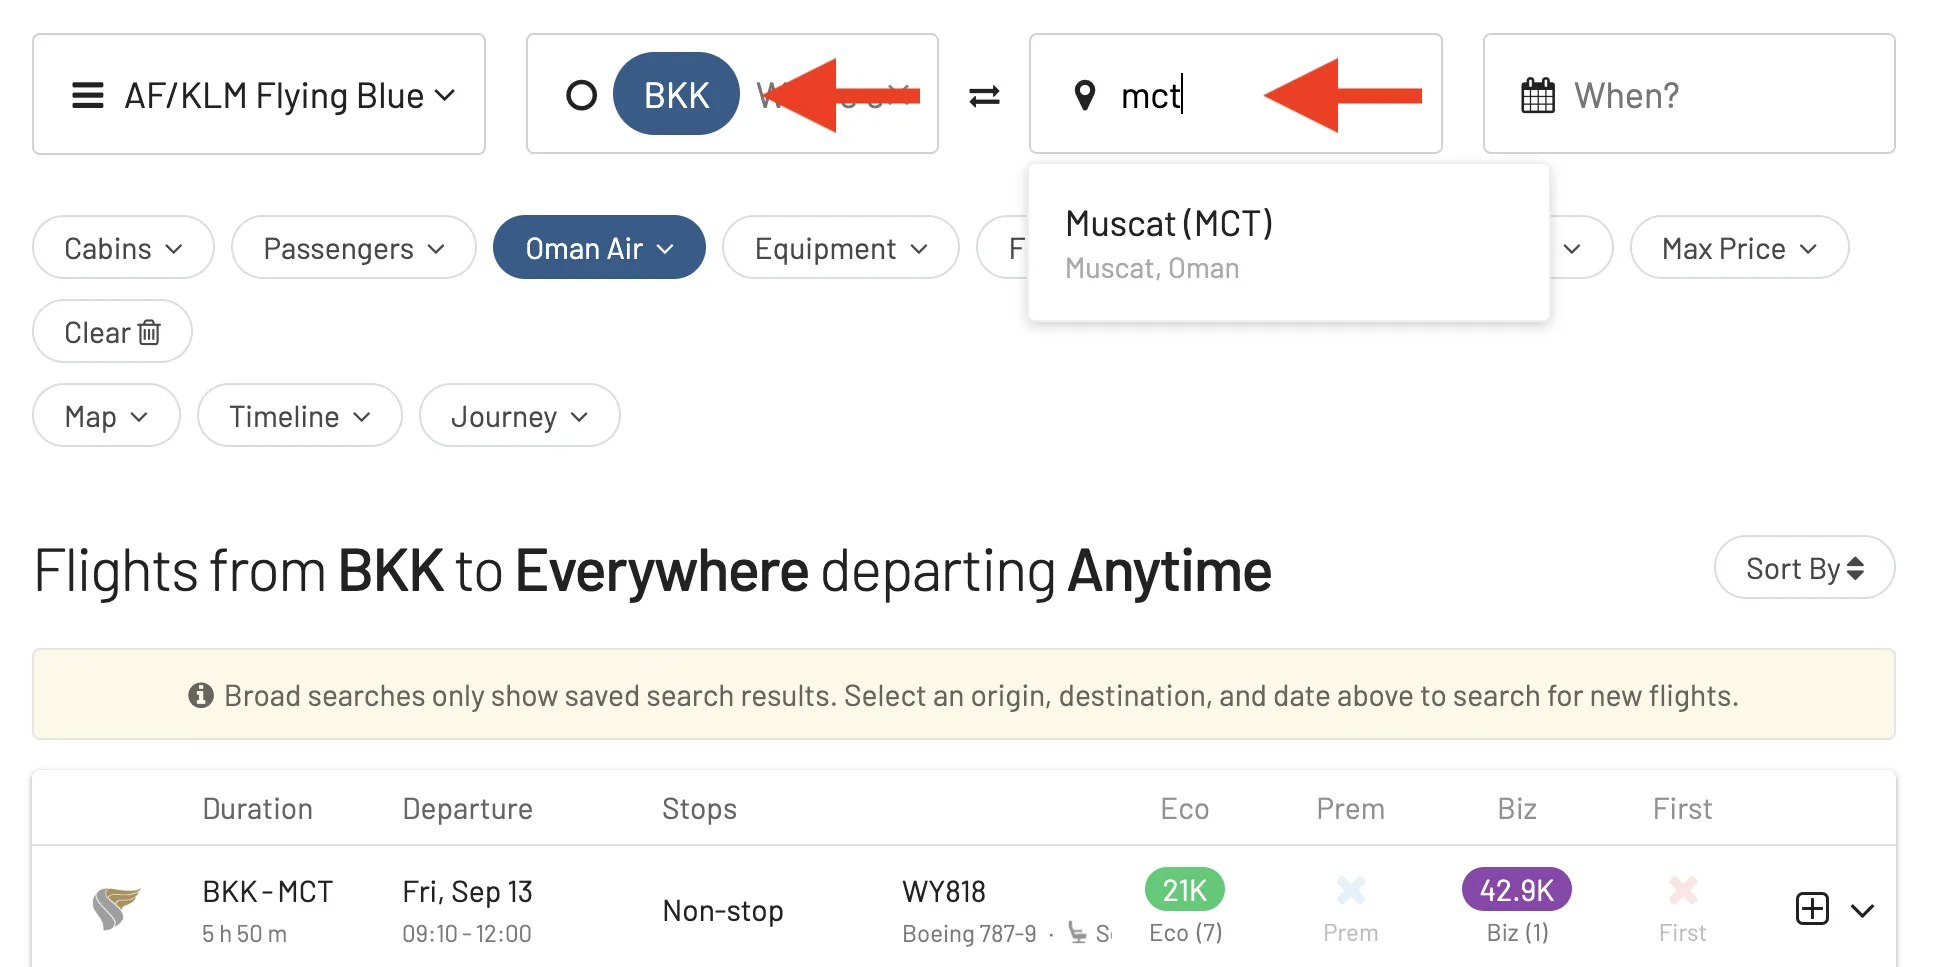 AF/KLM Flying Blue
BKK
mct
When?
Muscat (MCT)
Muscat, Oman
Cabins
Passengers
Oman Air
Equipment
F
Max Price
Clear
Map
Timeline
Journey
Flights from BKK to Everywhere departing Anytime
Sort By
Broad searches only show saved search results. Select an origin, destination, and date above to search for new flights.
Duration Departure Stops Eco Prem Biz First
BKK - MCT Fri, Sep 13 Non-stop WY818 21K 42.9K
5 h 50 m 09:10 - 12:00 Boeing 787-9 · Eco (7) Prem Biz (1) First